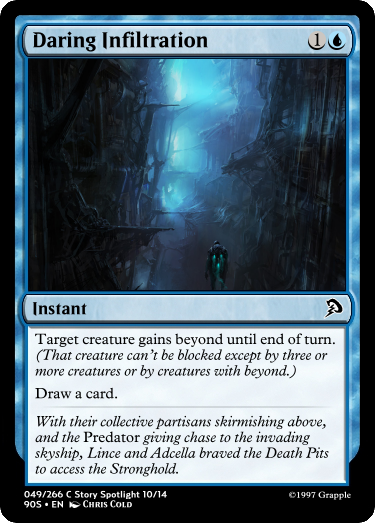 Daring Infiltration 1
Instant
Target creature gains beyond until end of turn.
(That creature can't be blocked except by three or
more creatures or by creatures with beyond.)
Draw a card.
With their collective partisans skirmishing above,
and the Predator giving chase to the invading
skyship, Lince and Adcella braved the Death Pits
to access the Stronghold.
049/266 C Story Spotlight 10/14
90S • EN Chris Cold
©1997 Grapple